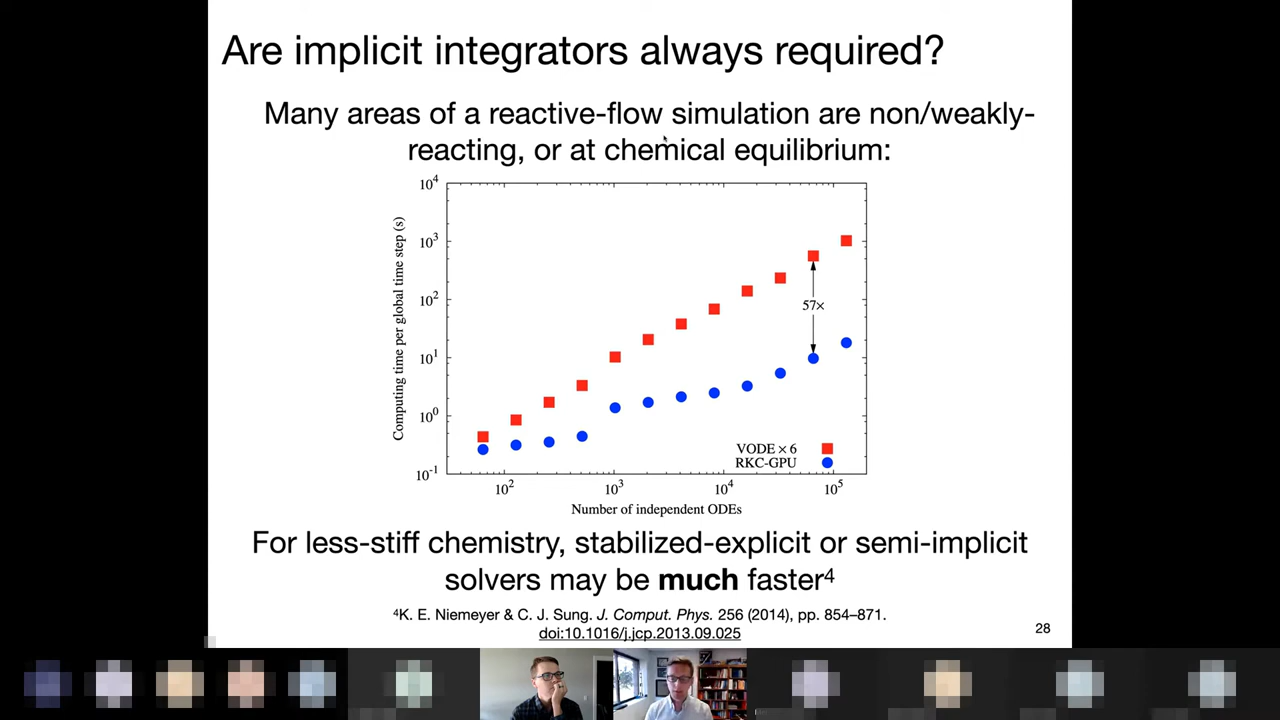 Are implicit integrators always required?
Many areas of a reactive-flow simulation are non/weakly-
reacting, or at chemical equilibrium:
10⁴
10³
10²
10¹
10⁰
10⁻¹
Computing time per global time step (s)
57×
VODE × 6
RKC-GPU
10² 10³ 10⁴ 10⁵
Number of independent ODEs
For less-stiff chemistry, stabilized-explicit or semi-implicit
solvers may be much faster⁴
⁴K. E. Niemeyer & C. J. Sung. J. Comput. Phys. 256 (2014), pp. 854–871.
doi:10.1016/j.jcp.2013.09.025
28